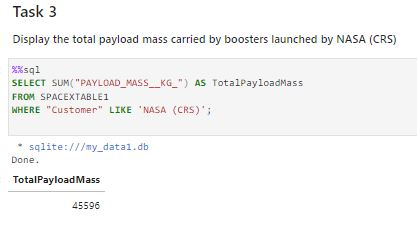 Task 3
Display the total payload mass carried by boosters launched by NASA (CRS)
%%sql
SELECT SUM("PAYLOAD_MASS__KG_") AS TotalPayloadMass
FROM SPACEXTABLE1
WHERE "Customer" LIKE 'NASA (CRS)';
* sqlite:///my_data1.db
Done.
TotalPayloadMass
45596